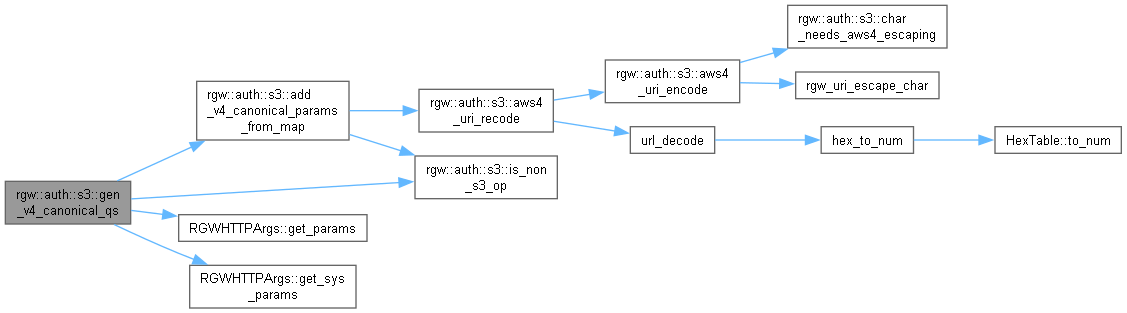 rgw::auth::s3::char
_needs_aws4_escaping
rgw::auth::s3::aws4
_uri_encode
rgw_uri_escape_char
rgw::auth::s3::add
_v4_canonical_params
_from_map
rgw::auth::s3::aws4
_uri_recode
url_decode
hex_to_num
HexTable::to_num
rgw::auth::s3::is_non
_s3_op
rgw::auth::s3::gen
_v4_canonical_qs
RGWHTTPArgs::get_params
RGWHTTPArgs::get_sys
_params